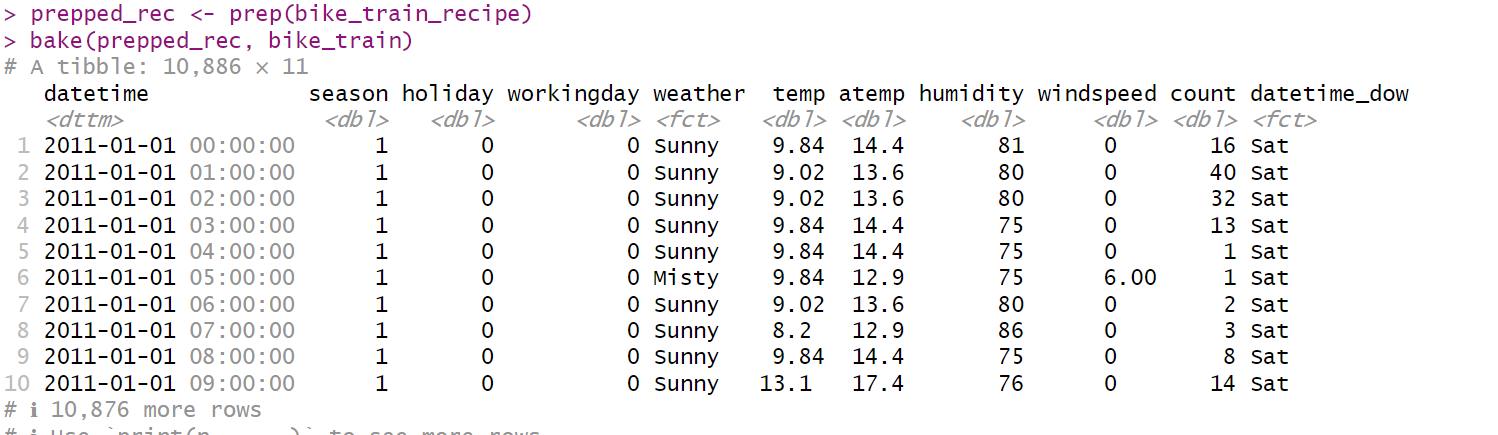 > prepped_rec <- prep(bike_train_recipe)
> bake(prepped_rec, bike_train)
# A tibble: 10,886 × 11
   datetime            season holiday workingday weather  temp atemp humidity windspeed count datetime_dow
   <dttm>               <dbl>   <dbl>      <dbl> <fct>   <dbl> <dbl>    <dbl>     <dbl> <dbl> <fct>
 1 2011-01-01 00:00:00      1       0          0 Sunny    9.84  14.4       81      0       16 Sat
 2 2011-01-01 01:00:00      1       0          0 Sunny    9.02  13.6       80      0       40 Sat
 3 2011-01-01 02:00:00      1       0          0 Sunny    9.02  13.6       80      0       32 Sat
 4 2011-01-01 03:00:00      1       0          0 Sunny    9.84  14.4       75      0       13 Sat
 5 2011-01-01 04:00:00      1       0          0 Sunny    9.84  14.4       75      0        1 Sat
 6 2011-01-01 05:00:00      1       0          0 Misty    9.84  12.9       75      6.00     1 Sat
 7 2011-01-01 06:00:00      1       0          0 Sunny    9.02  13.6       80      0        2 Sat
 8 2011-01-01 07:00:00      1       0          0 Sunny    8.2   12.9       86      0        3 Sat
 9 2011-01-01 08:00:00      1       0          0 Sunny    9.84  14.4       75      0        8 Sat
10 2011-01-01 09:00:00      1       0          0 Sunny   13.1   17.4       76      0       14 Sat
# ℹ 10,876 more rows
# ℹ Use `print(n        )` to see more rows